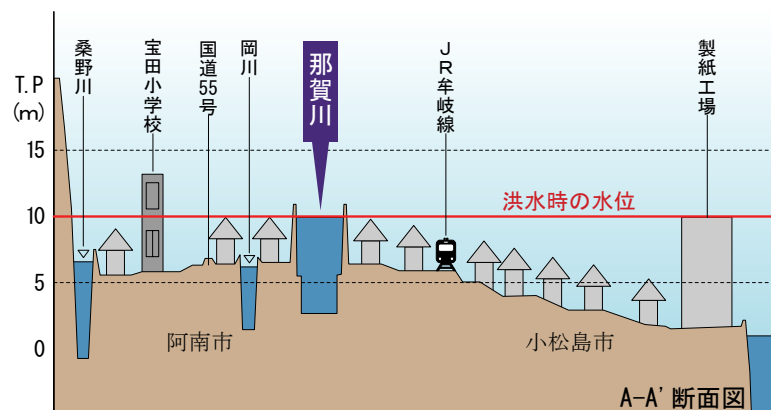 桑野川
宝田小学校
国道55号
岡川
那賀川
JR牟岐線
製紙工場
T.P
(m)
15
洪水時の水位
10
5
0
阿南市
小松島市
A-A' 断面図